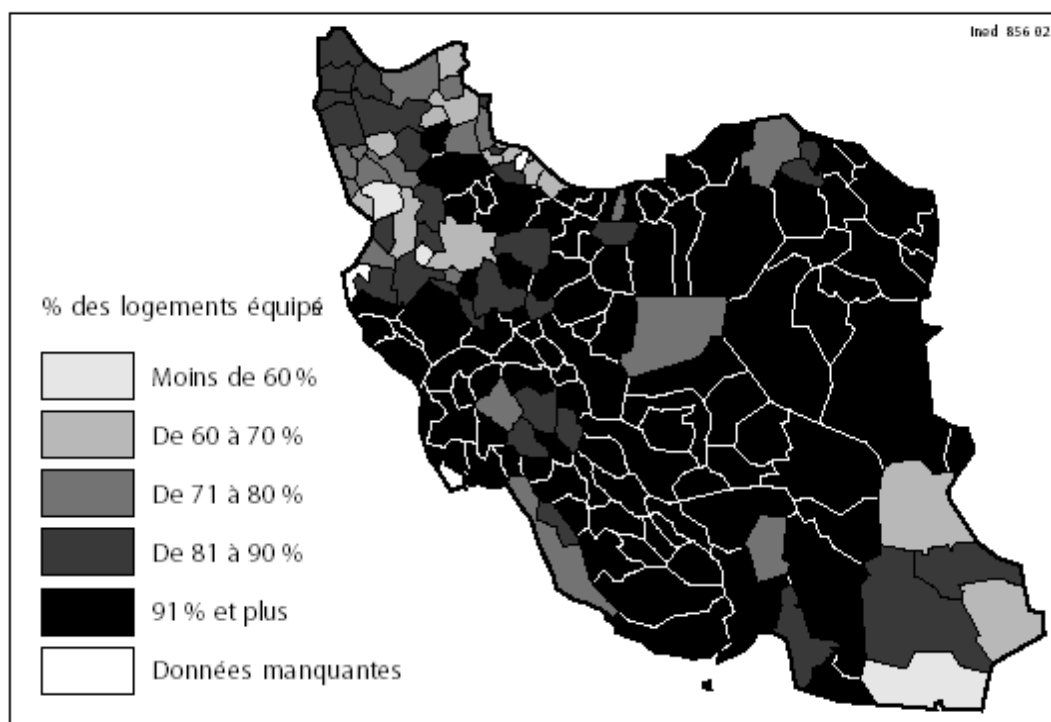 Ined 856 02
% des logements équipés
Moins de 60 %
De 60 à 70 %
De 71 à 80 %
De 81 à 90 %
91 % et plus
Données manquantes